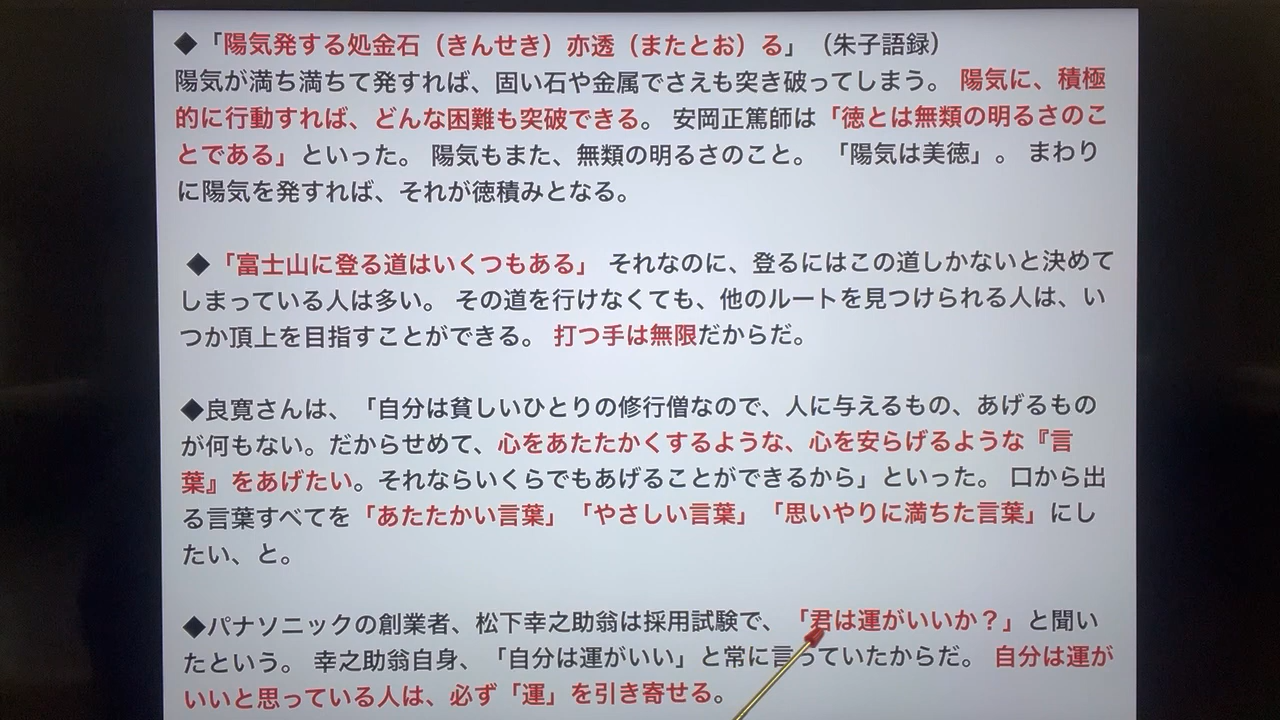 ◆「陽気発する処金石（きんせき）亦透（またとお）る」（朱子語録）
陽気が満ち満ちて発すれば、固い石や金属でさえも突き破ってしまう。 陽気に、積極
的に行動すれば、どんな困難も突破できる。 安岡正篤師は「徳とは無類の明るさのこ
とである」といった。 陽気もまた、無類の明るさのこと。 「陽気は美徳」。 まわり
に陽気を発すれば、それが徳積みとなる。
◆「富士山に登る道はいくつもある」 それなのに、登るにはこの道しかないと決めて
しまっている人は多い。 その道を行けなくても、他のルートを見つけられる人は、い
つか頂上を目指すことができる。 打つ手は無限だからだ。
◆良寛さんは、「自分は貧しいひとりの修行僧なので、人に与えるもの、あげるもの
が何もない。だからせめて、心をあたたかくするような、心を安らげるような『言
葉』をあげたい。それならいくらでもあげることができるから」といった。 口から出
る言葉すべてを「あたたかい言葉」「やさしい言葉」「思いやりに満ちた言葉」にし
たい、と。
◆パナソニックの創業者、松下幸之助翁は採用試験で、「君は運がいいか？」と聞い
たという。 幸之助翁自身、「自分は運がいい」と常に言っていたからだ。 自分は運が
いいと思っている人は、必ず「運」を引き寄せる。